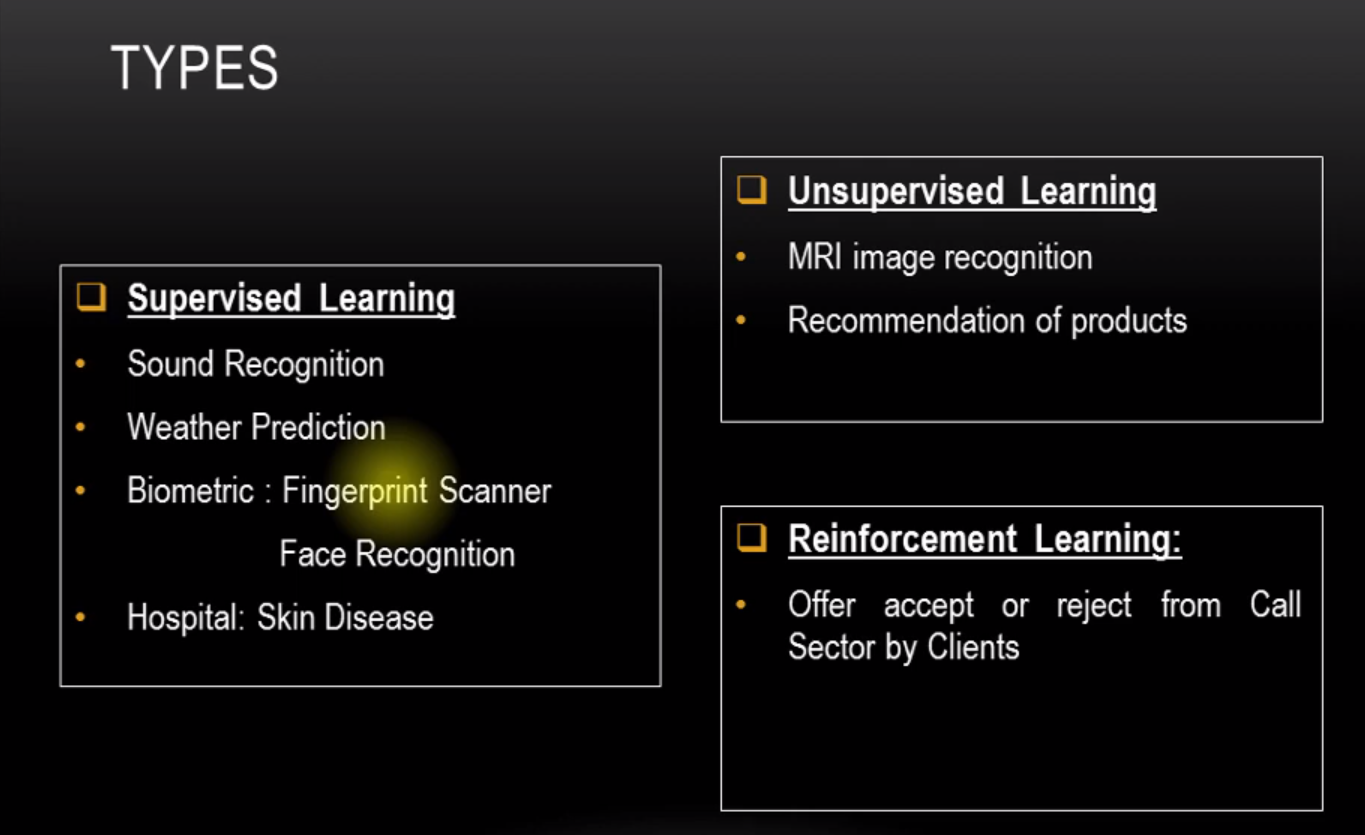 TYPES
Supervised Learning
Sound Recognition
Weather Prediction
Biometric : Fingerprint Scanner
Face Recognition
Hospital: Skin Disease
Unsupervised Learning
MRI image recognition
Recommendation of products
Reinforcement Learning:
Offer accept or reject from Call
Sector by Clients